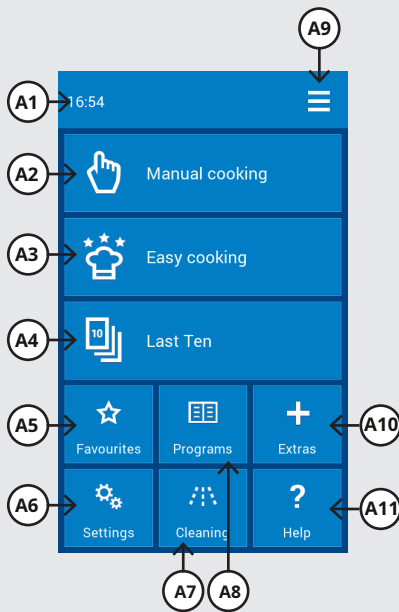 A9
A1
16:54
A2
Manual cooking
A3
Easy cooking
A4
10
Last Ten
A5
Favourites
Programs
Extras
A10
A6
Settings
Cleaning
?
Help
A11
A7
A8